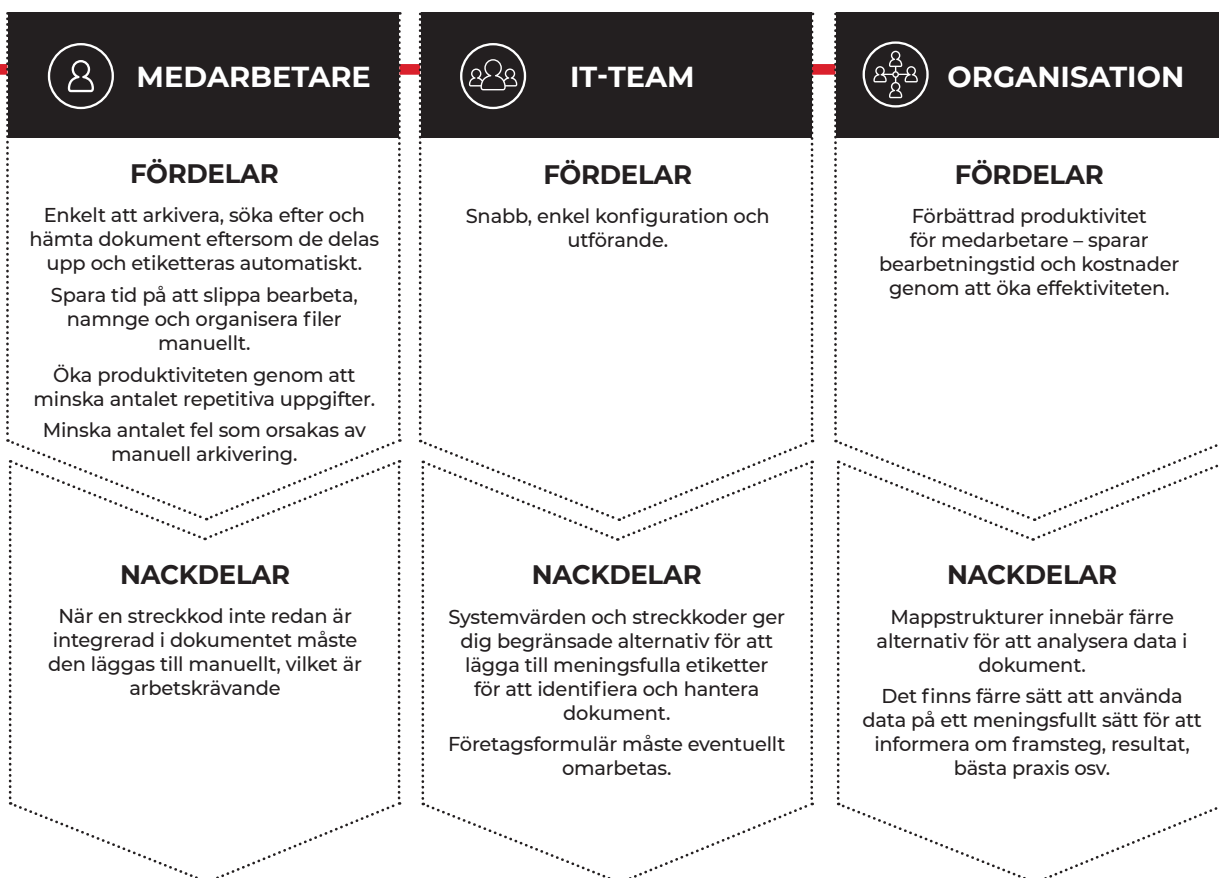 MEDARBETARE
FÖRDELAR
Enkelt att arkivera, söka efter och
hämta dokument eftersom de delas
upp och etiketteras automatiskt.
Spara tid på att slippa bearbeta,
namnge och organisera filer
manuellt.
Öka produktiviteten genom att
minska antalet repetitiva uppgifter.
Minska antalet fel som orsakas av
manuell arkivering.
NACKDELAR
När en streckkod inte redan är
integrerad i dokumentet måste
den läggas till manuellt, vilket är
arbetskrävande
IT-TEAM
FÖRDELAR
Snabb, enkel konfiguration och
utförande.
NACKDELAR
Systemvärden och streckkoder ger
dig begränsade alternativ för att
lägga till meningsfulla etiketter
för att identifiera och hantera
dokument.
Företagsformulär måste eventuellt
omarbetas.
ORGANISATION
FÖRDELAR
Förbättrad produktivitet
för medarbetare – sparar
bearbetningstid och kostnader
genom att öka effektiviteten.
NACKDELAR
Mappstrukturer innebär färre
alternativ för att analysera data i
dokument.
Det finns färre sätt att använda
data på ett meningsfullt sätt för att
informera om framsteg, resultat,
bästa praxis osv.